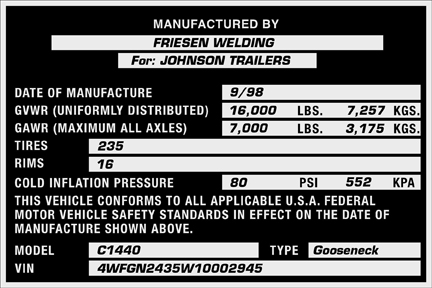 MANUFACTURED BY
FRIESEN WELDING
For: JOHNSON TRAILERS
DATE OF MANUFACTURE 9/98
GVWR (UNIFORMLY DISTRIBUTED) 16,000 LBS. 7,257 KGS.
GAWR (MAXIMUM ALL AXLES) 7,000 LBS. 3,175 KGS.
TIRES 235
RIMS 16
COLD INFLATION PRESSURE 80 PSI 552 KPA
THIS VEHICLE CONFORMS TO ALL APPLICABLE U.S.A. FEDERAL
MOTOR VEHICLE SAFETY STANDARDS IN EFFECT ON THE DATE OF
MANUFACTURE SHOWN ABOVE.
MODEL C1440 TYPE Gooseneck
VIN 4WFGN2435W10002945